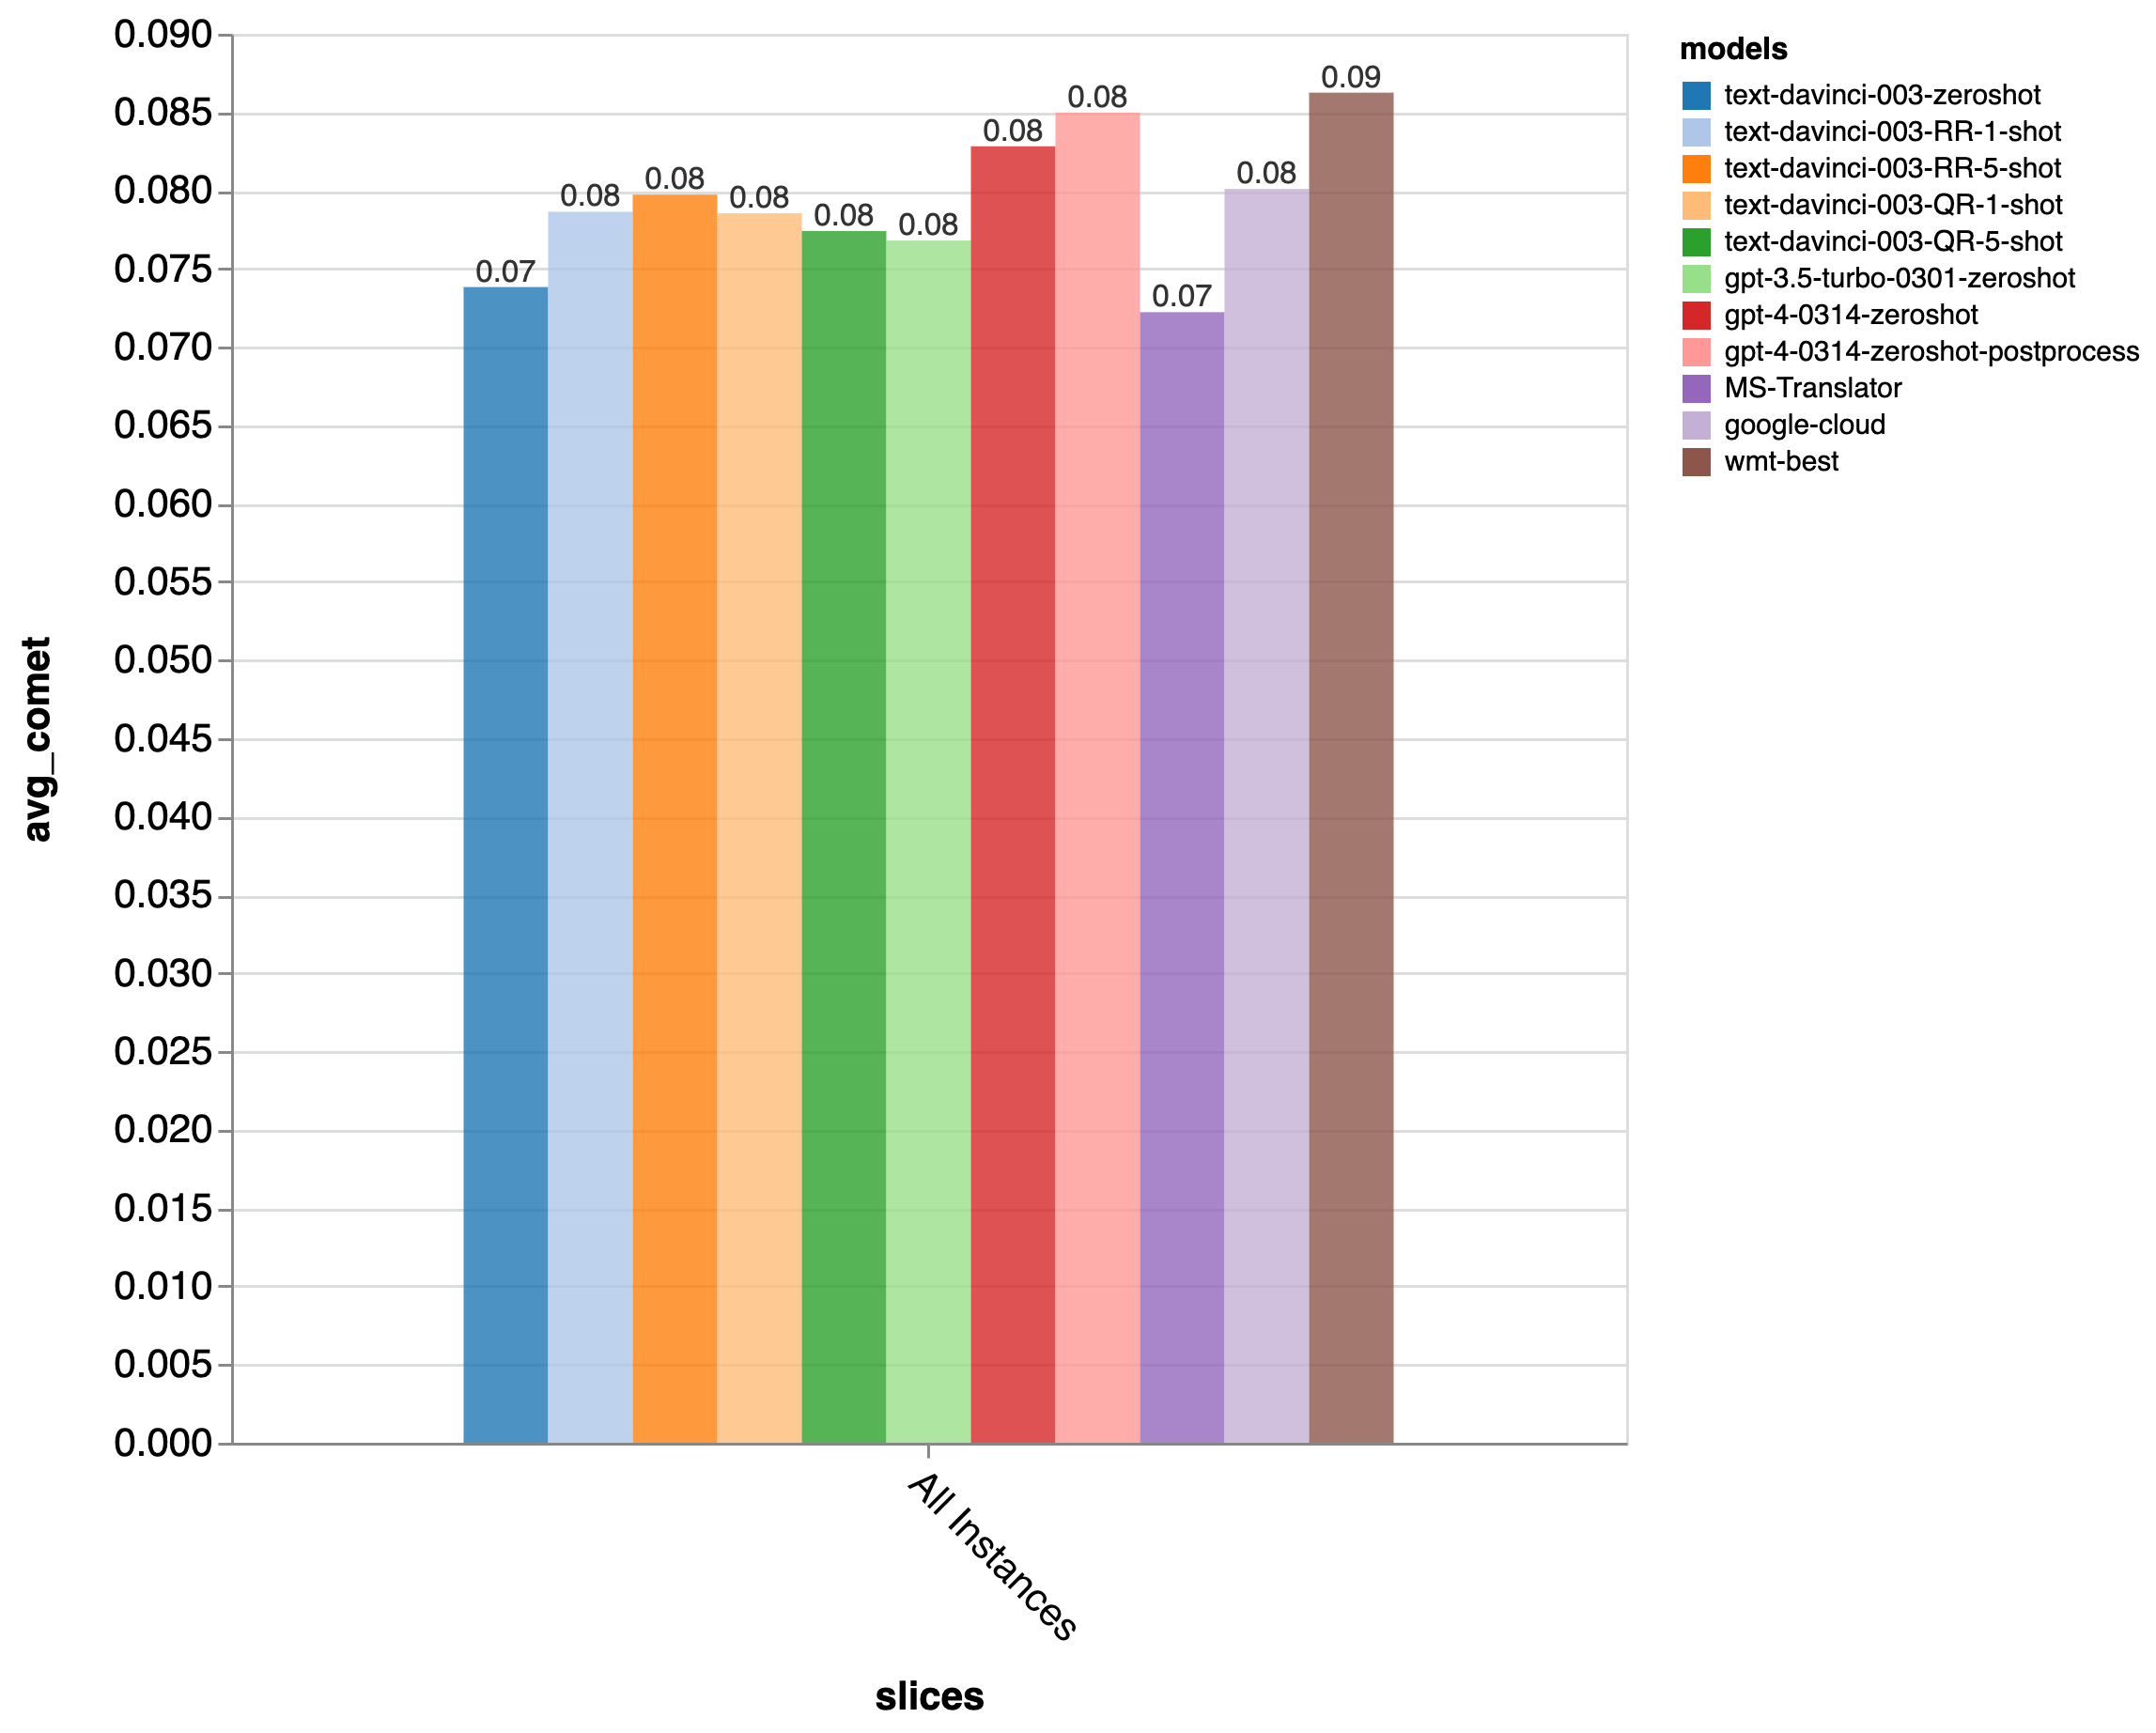 avg_comet
0.090
0.085
0.080
0.075
0.070
0.065
0.060
0.055
0.050
0.045
0.040
0.035
0.030
0.025
0.020
0.015
0.010
0.005
0.000
0.07
0.08
0.08
0.08
0.08
0.08
0.08
0.08
0.07
0.08
0.09
All Instances
slices
models
text-davinci-003-zeroshot
text-davinci-003-RR-1-shot
text-davinci-003-RR-5-shot
text-davinci-003-QR-1-shot
text-davinci-003-QR-5-shot
gpt-3.5-turbo-0301-zeroshot
gpt-4-0314-zeroshot
gpt-4-0314-zeroshot-postprocess
MS-Translator
google-cloud
wmt-best